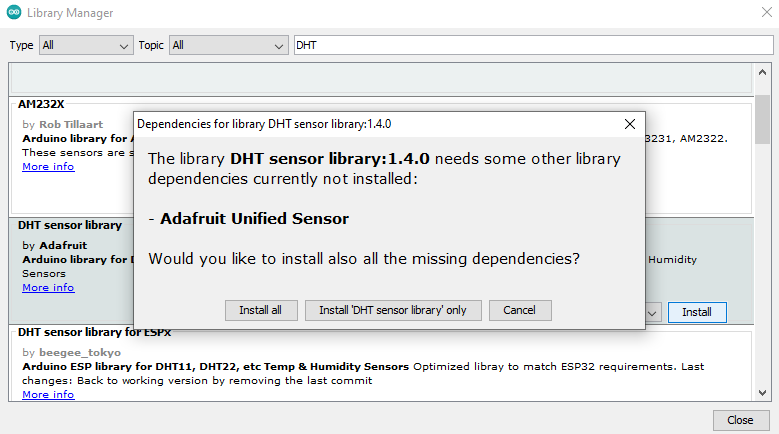 Library Manager
Type All Topic All DHT
AM232X
by Rob Tillaart
Arduino library for A
3231, AM2322.
These sensors are s
More info
Dependencies for library DHT sensor library:1.4.0
The library DHT sensor library:1.4.0 needs some other library
dependencies currently not installed:
- Adafruit Unified Sensor
Would you like to install also all the missing dependencies?
Install all Install 'DHT sensor library' only Cancel
DHT sensor library
by Adafruit
Arduino library for D
Humidity
Sensors
More info
Install
DHT sensor library for ESPx
by beegee_tokyo
Arduino ESP library for DHT11, DHT22, etc Temp & Humidity Sensors Optimized libray to match ESP32 requirements. Last
changes: Back to working version by removing the last commit
More info
Close